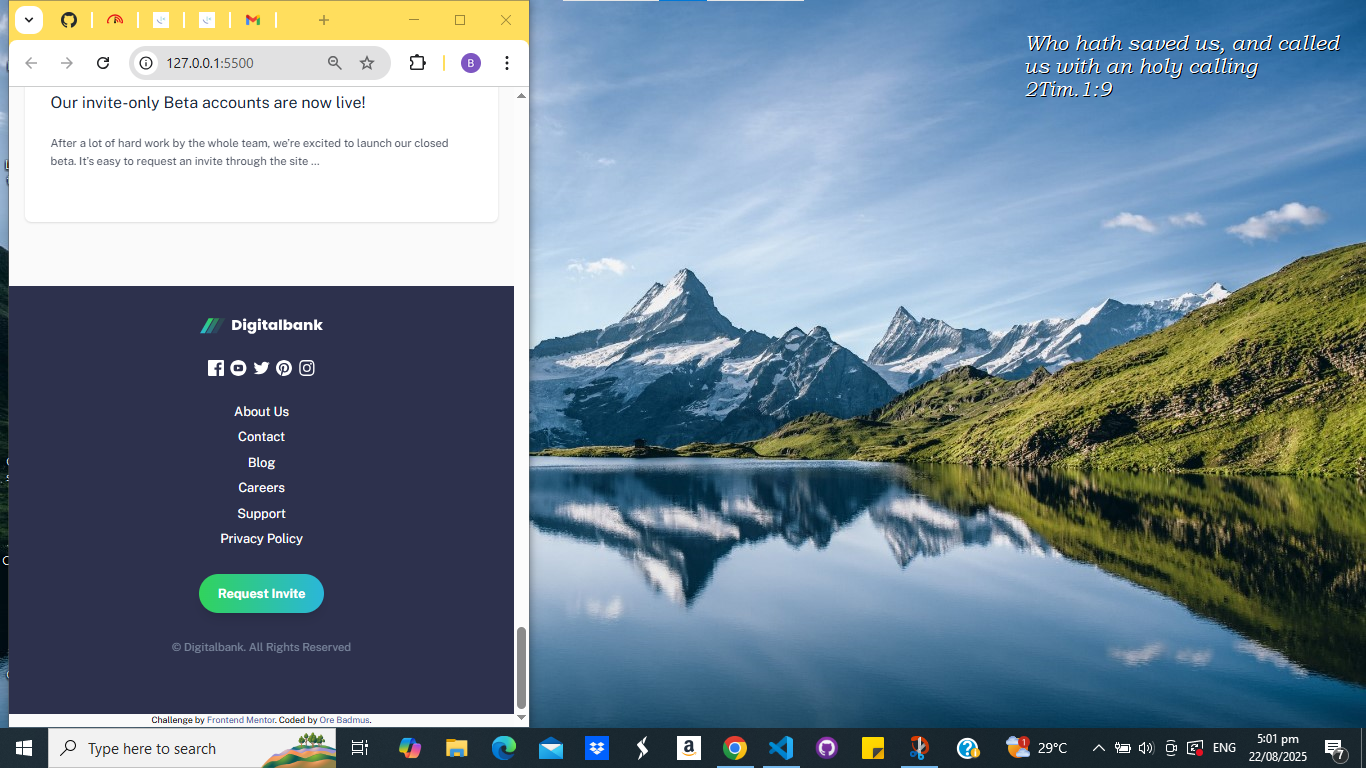 Who hath saved us, and called
us with an holy calling
2Tim.1:9
127.0.0.1:5500
B
Our invite-only Beta accounts are now live!
After a lot of hard work by the whole team, we're excited to launch our closed
beta. It's easy to request an invite through the site ...
Digitalbank
About Us
Contact
Blog
Careers
Support
Privacy Policy
Request Invite
© Digitalbank. All Rights Reserved
Challenge by Frontend Mentor. Coded by Ore Badmus.
Type here to search
a
1
29°C
ENG
5:01 pm
22/08/2025
7